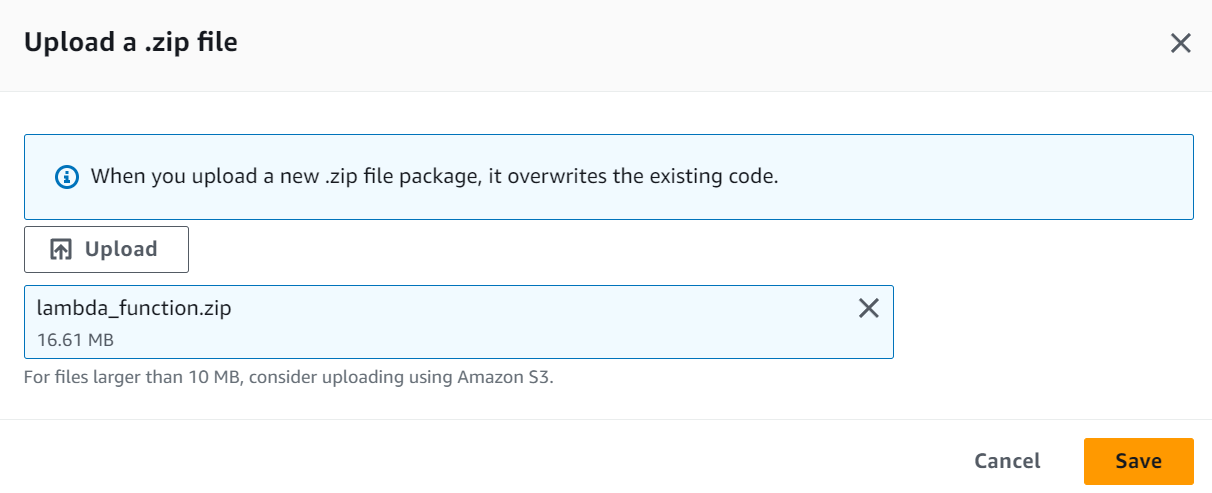 Upload a .zip file
When you upload a new .zip file package, it overwrites the existing code.
Upload
lambda_function.zip
16.61 MB
For files larger than 10 MB, consider uploading using Amazon S3.
Cancel
Save